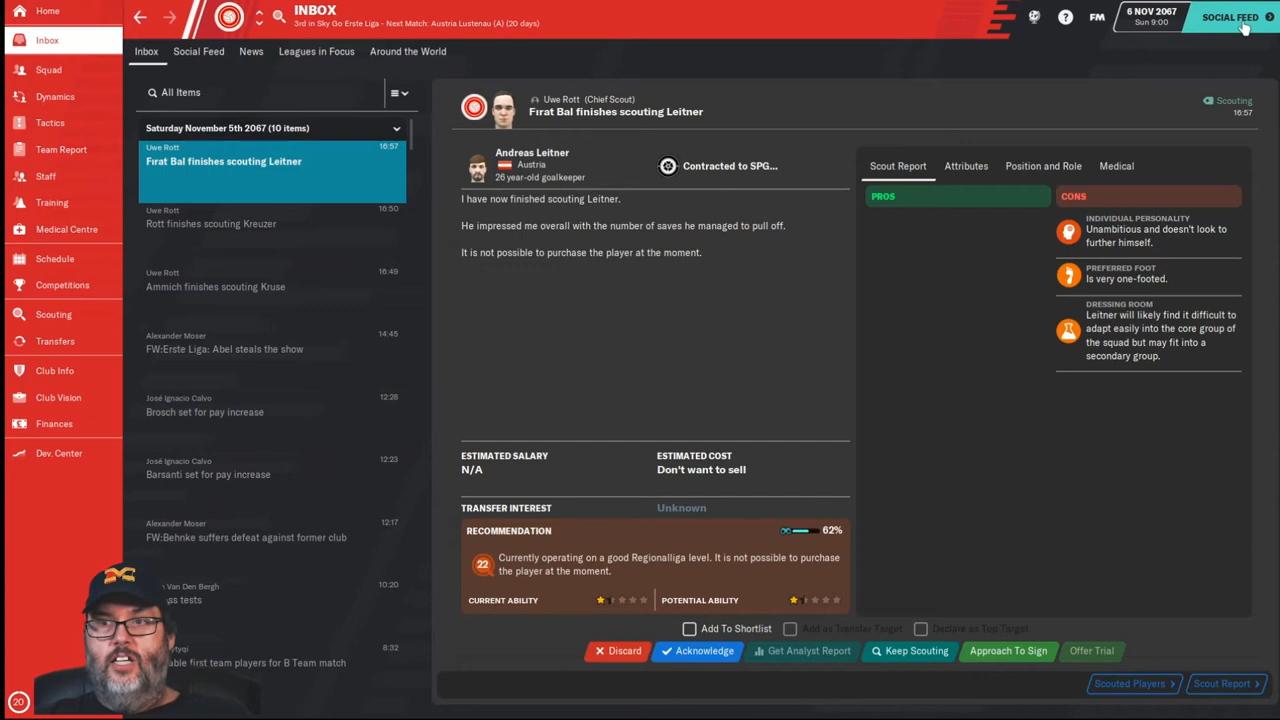 Home
Inbox
Squad
Dynamics
Tactics
Team Report
Staff
Training
Medical Centre
Schedule
Competitions
Scouting
Transfers
Club Info
Club Vision
Finances
Dev. Center
20
INBOX
3rd in Sky Go Erste Liga - Next Match: Austria Lustenau (A) (20 days)
?
FM
6 NOV 2067
Sun 9:00
SOCIAL FEED
Inbox Social Feed News Leagues in Focus Around the World
All Items
Saturday November 5th 2067 (10 items)
Uwe Rott 16:57
Fırat Bal finishes scouting Leitner
Uwe Rott 16:50
Rott finishes scouting Kreuzer
Uwe Rott 16:49
Ammich finishes scouting Kruse
Alexander Moser 14:45
FW:Erste Liga: Abel steals the show
José Ignacio Calvo 12:28
Brosch set for pay increase
José Ignacio Calvo 12:23
Barsanti set for pay increase
Alexander Moser 12:17
FW:Behnke suffers defeat against former club
Van Den Bergh 10:20
tests
8:32
first team players for B Team match
Uwe Rott (Chief Scout)
Fırat Bal finishes scouting Leitner
Scouting
16:57
Andreas Leitner
Austria
26 year-old goalkeeper
Contracted to SPG...
I have now finished scouting Leitner.
He impressed me overall with the number of saves he managed to pull off.
It is not possible to purchase the player at the moment.
ESTIMATED SALARY ESTIMATED COST
N/A Don't want to sell
TRANSFER INTEREST Unknown
RECOMMENDATION 62%
22
Currently operating on a good Regionalliga level. It is not possible to purchase
the player at the moment.
CURRENT ABILITY POTENTIAL ABILITY
Scout Report Attributes Position and Role Medical
PROS CONS
INDIVIDUAL PERSONALITY
Unambitious and doesn't look to
further himself.
PREFERRED FOOT
Is very one-footed.
DRESSING ROOM
Leitner will likely find it difficult to
adapt easily into the core group of
the squad but may fit into a
secondary group.
Add To Shortlist Add as Transfer Target Declare as Top Target
Discard Acknowledge Get Analyst Report Keep Scouting Approach To Sign Offer Trial
Scouted Players Scout Report